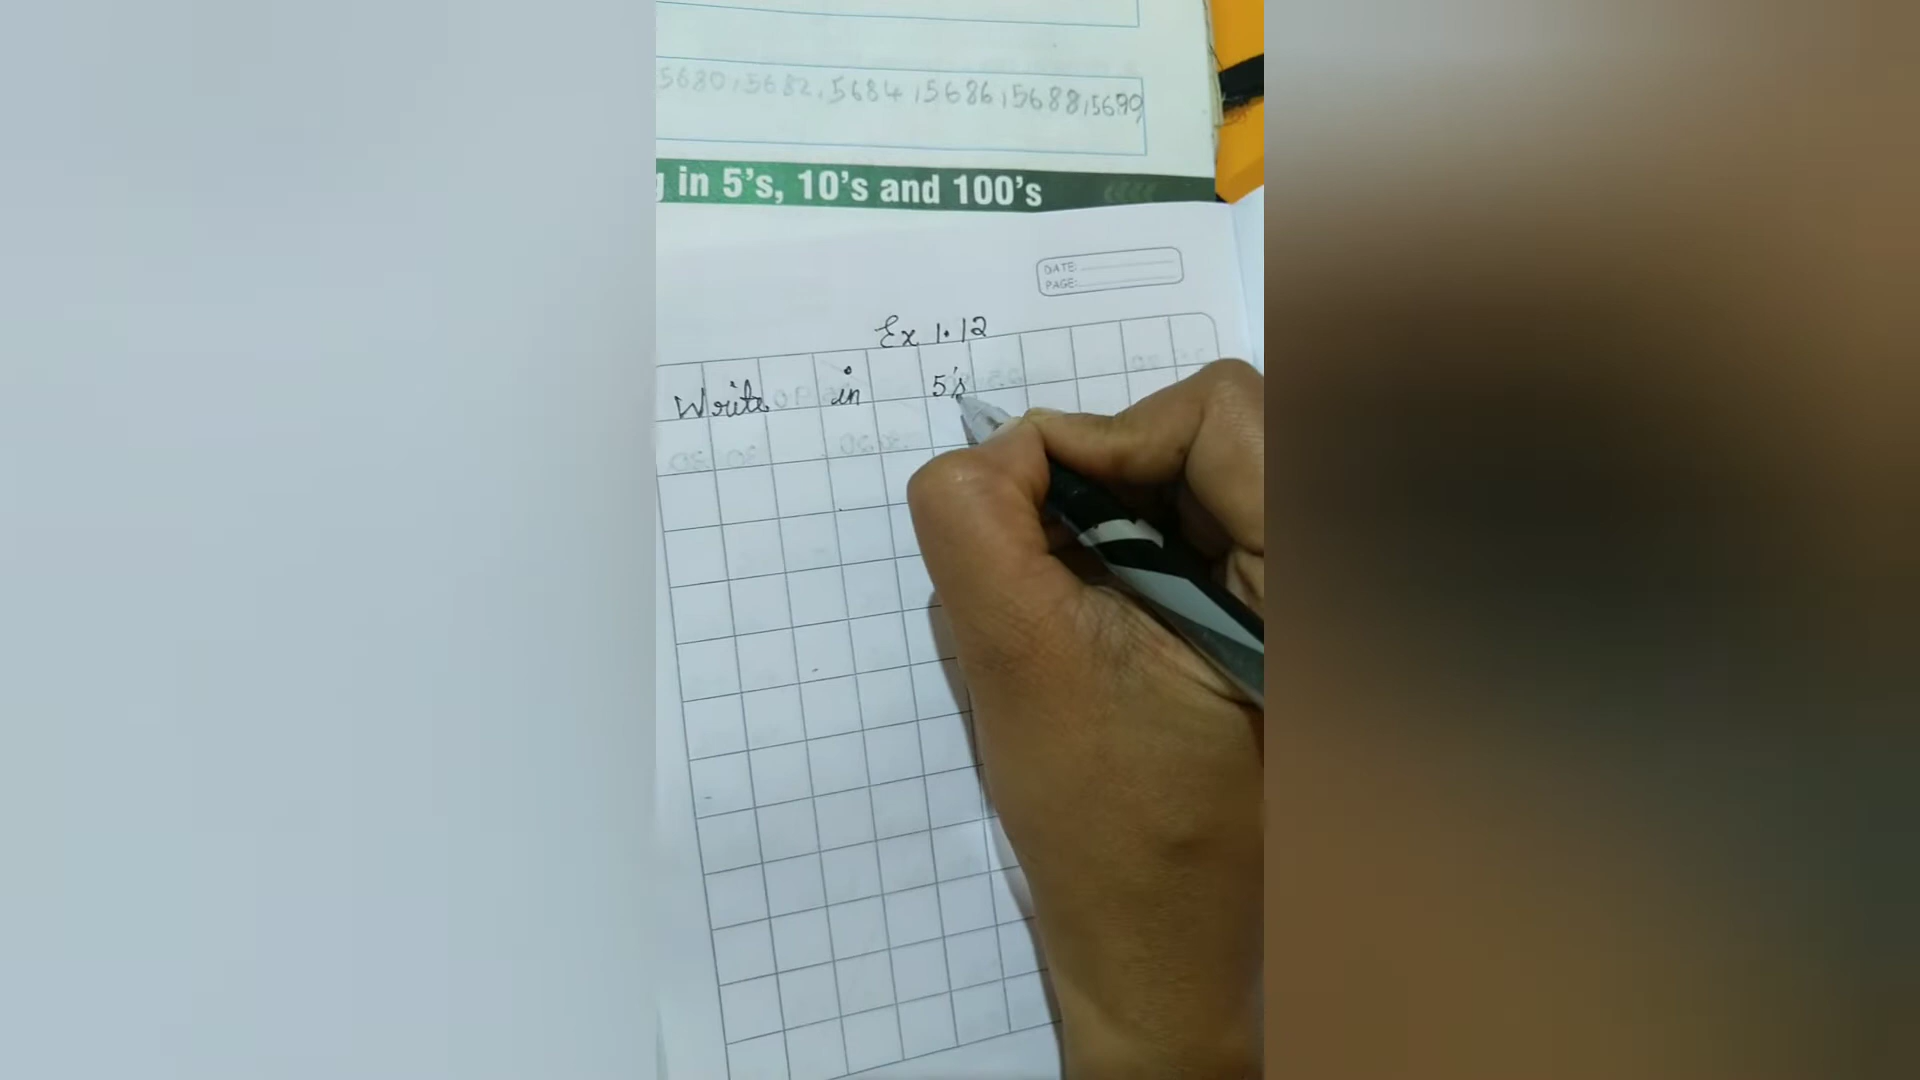 5680, 5682, 5684, 5686, 5688, 5690,
in 5's, 10's and 100's
DATE:
PAGE:
Ex 1.12
Write in 5's